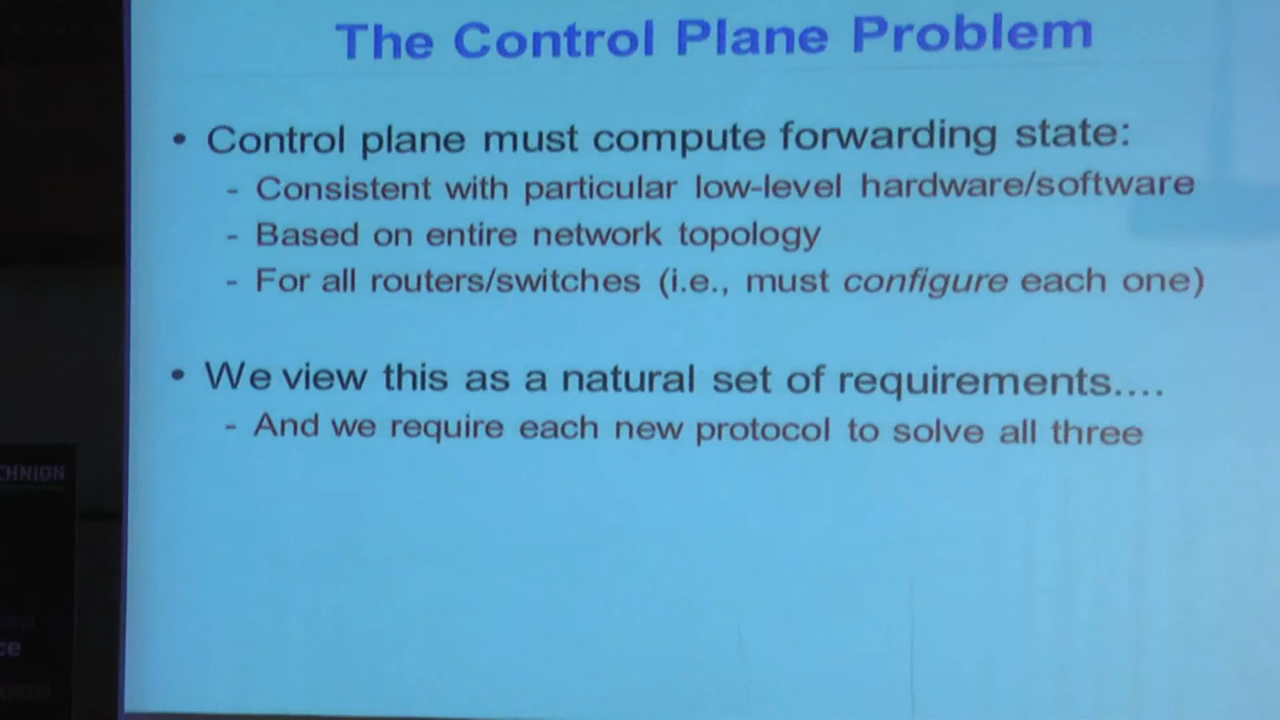 The Control Plane Problem
• Control plane must compute forwarding state:
- Consistent with particular low-level hardware/software
- Based on entire network topology
- For all routers/switches (i.e., must configure each one)
• We view this as a natural set of requirements....
- And we require each new protocol to solve all three
CHNION
ce